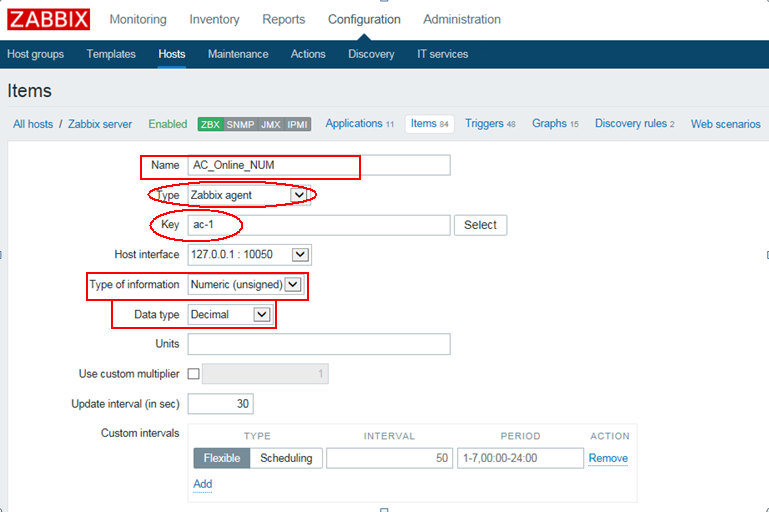 ZABBIX Monitoring Inventory Reports Configuration Administration
Host groups Templates Hosts Maintenance Actions Discovery IT services
Items
All hosts / Zabbix server Enabled ZBX SNMP JMX IPMI Applications 11 Items 84 Triggers 48 Graphs 15 Discovery rules 2 Web scenarios
Name AC_Online_NUM
Type Zabbix agent
Key ac-1 Select
Host interface 127.0.0.1 : 10050
Type of information Numeric (unsigned)
Data type Decimal
Units
Use custom multiplier 1
Update interval (in sec) 30
Custom intervals TYPE INTERVAL PERIOD ACTION
Flexible Scheduling 50 1-7,00:00-24:00 Remove
Add